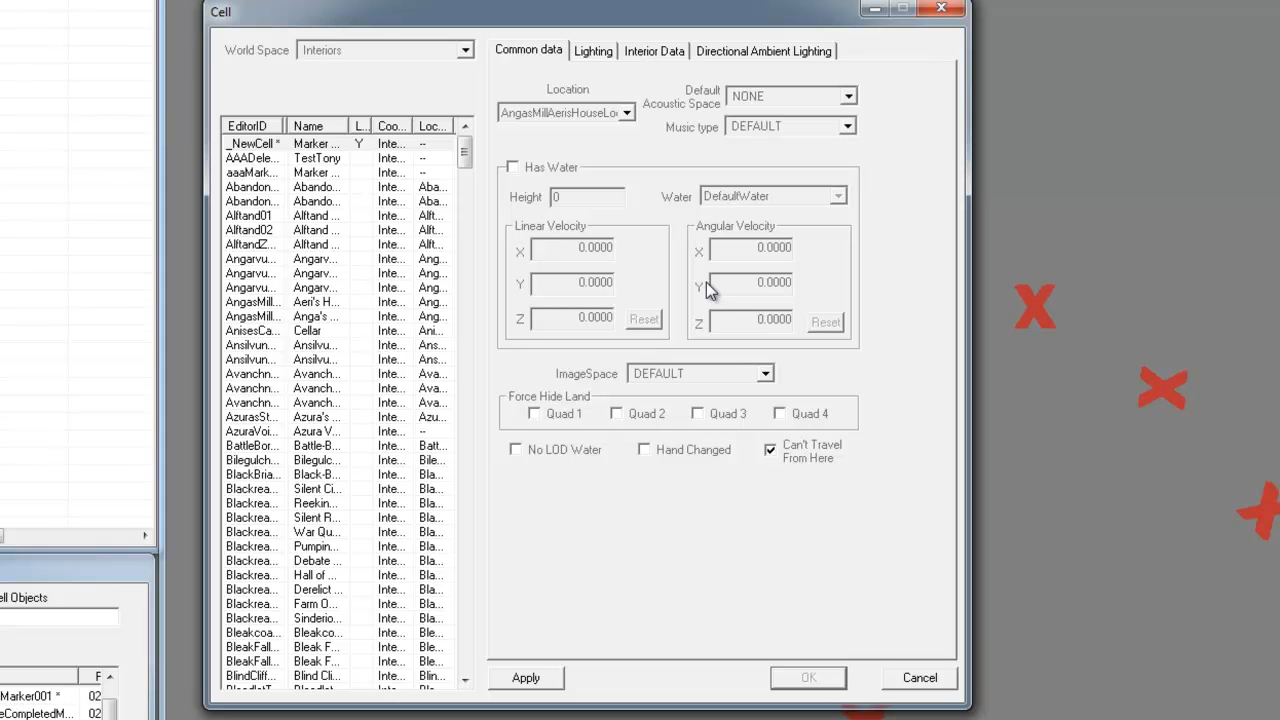 Cell
World Space Interiors
Common data Lighting Interior Data Directional Ambient Lighting
Location
AngasMillAerisHouseLo
Default
Acoustic Space NONE
Music type DEFAULT
Has Water
Height 0 Water DefaultWater
Linear Velocity Angular Velocity
X 0.0000 X 0.0000
Y 0.0000 Y 0.0000
Z 0.0000 Reset Z 0.0000 Reset
ImageSpace DEFAULT
Force Hide Land
Quad 1 Quad 2 Quad 3 Quad 4
No LOD Water Hand Changed Can't Travel
From Here
EditorID Name L... Coo... Loc...
_NewCell * Marker ... Y Inte... --
AAADele... TestTony Inte... --
aaaMark... Marker ... Inte... --
Abandon... Abando... Inte... Aba...
Abandon... Abando... Inte... Aba...
Alftand01 Alftand ... Inte... Alft...
Alftand02 Alftand ... Inte... Alft...
AlftandZ... Alftand ... Inte... Alft...
Angarvu... Angarv... Inte... Ang...
Angarvu... Angarv... Inte... Ang...
Angarvu... Angarv... Inte... Ang...
AngasMill... Aeri's H... Inte... Ang...
AngasMill... Anga's ... Inte... Ang...
AnisesCa... Cellar Inte... Ang...
Ansilvun... Ansilvu... Inte... Ans...
Ansilvun... Ansilvu... Inte... Ans...
Avanchn... Avanch... Inte... Ava...
Avanchn... Avanch... Inte... Ava...
Avanchn... Avanch... Inte... Ava...
AzurasSt... Azura's... Inte... Azu...
AzuraVoi... Azura V... Inte... --
BattleBor... Battle-B... Inte... Batt...
Bilegulch... Bilegulc... Inte... Bile...
BlackBria... Black-B... Inte... Bla...
Blackrea... Silent Ci... Inte... Bla...
Blackrea... Reekin... Inte... Bla...
Blackrea... Silent R... Inte... Bla...
Blackrea... War Qu... Inte... Bla...
Blackrea... Pumpin... Inte... Bla...
Blackrea... Debate ... Inte... Bla...
Blackrea... Hall of ... Inte... Bla...
Blackrea... Derelict ... Inte... Bla...
Blackrea... Farm O... Inte... Bla...
Blackrea... Sinderio... Inte... Bla...
Bleakcoa... Bleakco... Inte... Ble...
BleakFall... Bleak F... Inte... Ble...
BleakFall... Bleak F... Inte... Ble...
BlindCliff... Blind Cli... Inte... Blin...
Apply OK Cancel
ell Objects
F
Marker001 * 02
eCompletedM... 02